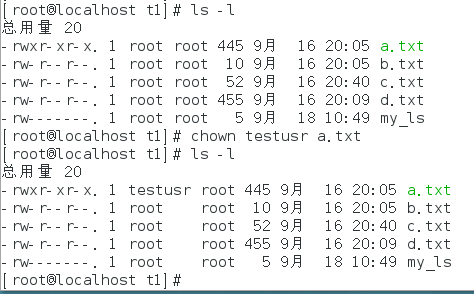 [root@localhost t1]# ls -l
总用量 20
-rwxr-xr-x. 1 root root 445 9月  16 20:05 a.txt
-rw-r--r--. 1 root root  10 9月  16 20:05 b.txt
-rw-r--r--. 1 root root  52 9月  16 20:40 c.txt
-rw-r--r--. 1 root root 455 9月  16 20:09 d.txt
-rw-------. 1 root root   5 9月  18 10:49 my_ls
[root@localhost t1]# chown testusr a.txt
[root@localhost t1]# ls -l
总用量 20
-rwxr-xr-x. 1 testusr root 445 9月  16 20:05 a.txt
-rw-r--r--. 1 root    root  10 9月  16 20:05 b.txt
-rw-r--r--. 1 root    root  52 9月  16 20:40 c.txt
-rw-r--r--. 1 root    root 455 9月  16 20:09 d.txt
-rw-------. 1 root    root   5 9月  18 10:49 my_ls
[root@localhost t1]#